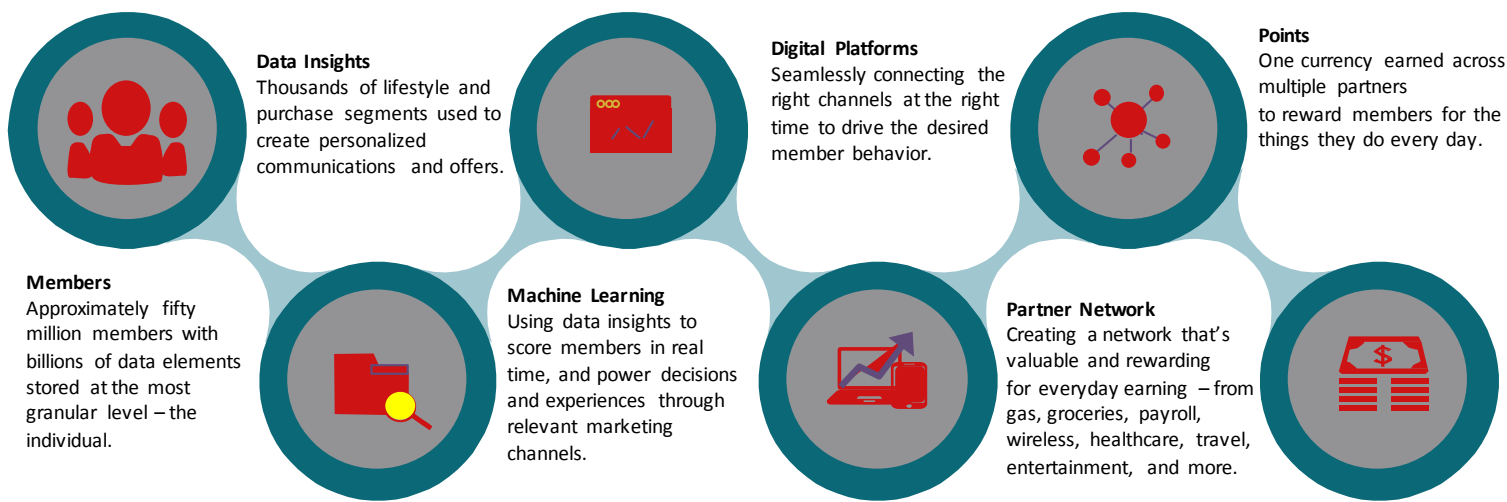 Members
Approximately fifty
million members with
billions of data elements
stored at the most
granular level – the
individual.
Data Insights
Thousands of lifestyle and
purchase segments used to
create personalized
communications and offers.
Machine Learning
Using data insights to
score members in real
time, and power decisions
and experiences through
relevant marketing
channels.
Digital Platforms
Seamlessly connecting the
right channels at the right
time to drive the desired
member behavior.
Partner Network
Creating a network that’s
valuable and rewarding
for everyday earning – from
gas, groceries, payroll,
wireless, healthcare, travel,
entertainment, and more.
Points
One currency earned across
multiple partners
to reward members for the
things they do every day.
$